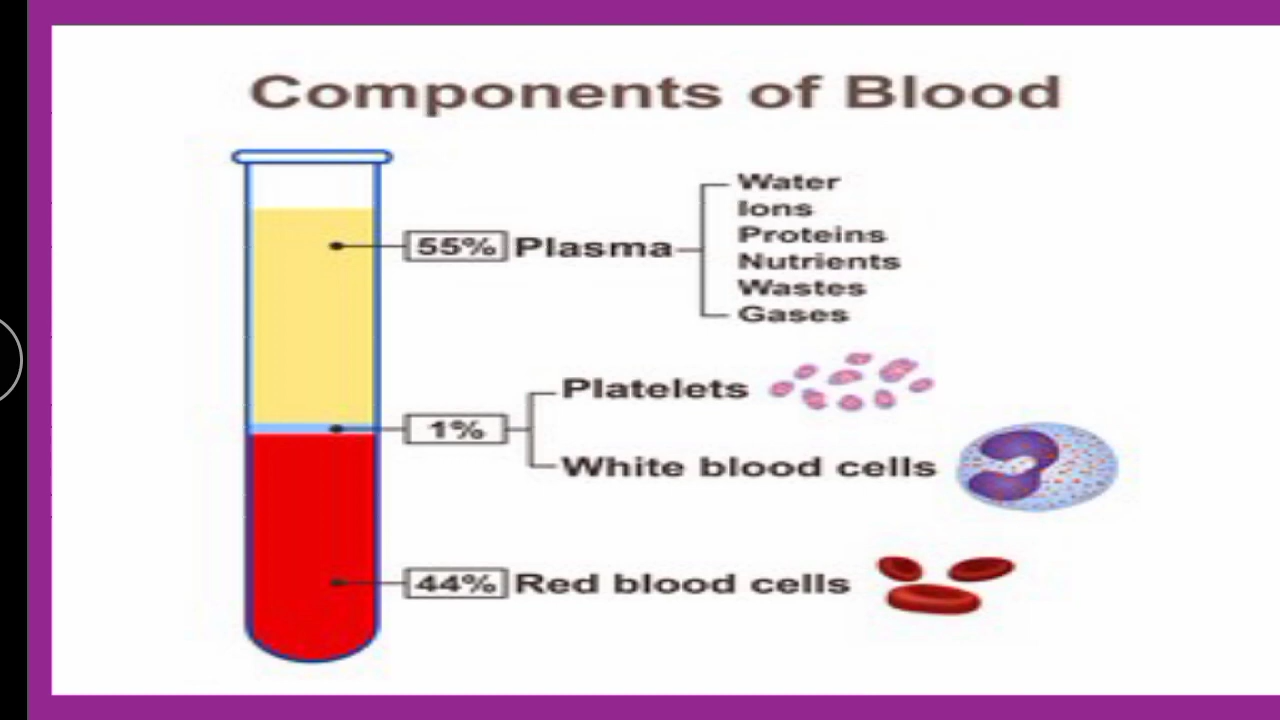 Components of Blood
55% Plasma
Water
Ions
Proteins
Nutrients
Wastes
Gases
1%
Platelets
White blood cells
44% Red blood cells